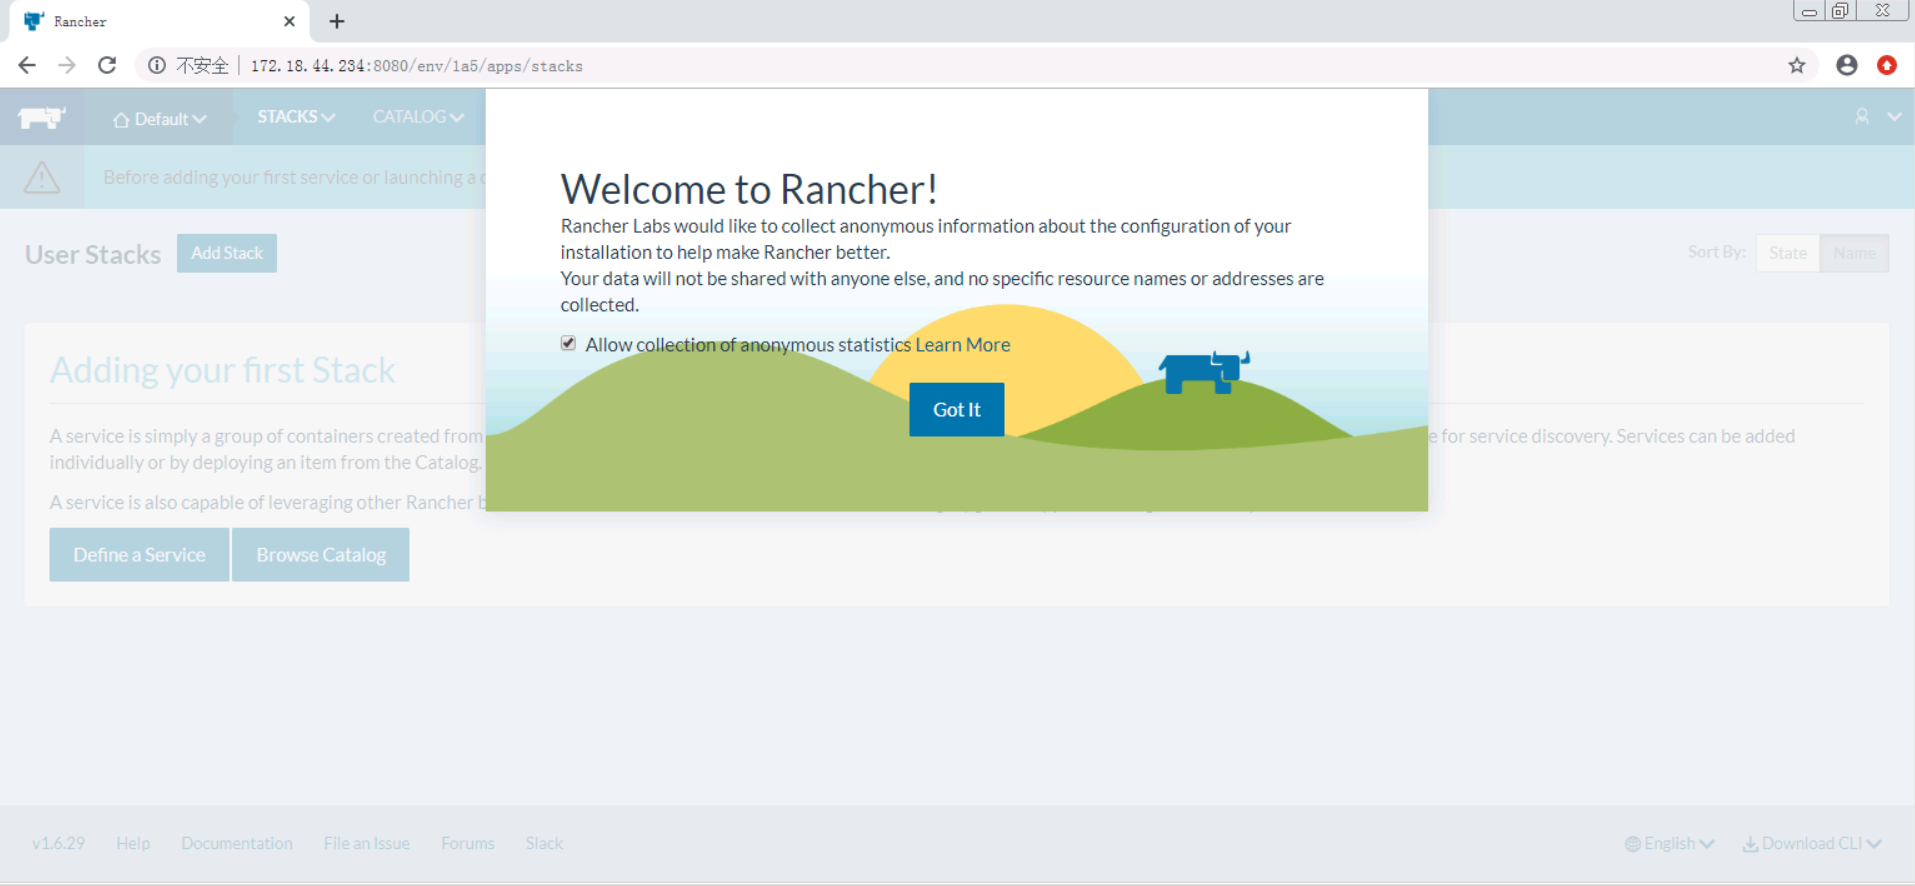 Rancher
不安全 172.18.44.234:8080/env/1a5/apps/stacks
Default STACKS CATALOG
Before adding your first service or launching a
Welcome to Rancher!
Rancher Labs would like to collect anonymous information about the configuration of your
installation to help make Rancher better.
Your data will not be shared with anyone else, and no specific resource names or addresses are
collected.
Allow collection of anonymous statistics Learn More
Got It
User Stacks Add Stack
Sort By: State Name
Adding your first Stack
A service is simply a group of containers created from
e for service discovery. Services can be added
individually or by deploying an item from the Catalog.
A service is also capable of leveraging other Rancher
Define a Service Browse Catalog
v1.6.29 Help Documentation File an Issue Forums Slack
English Download CLI